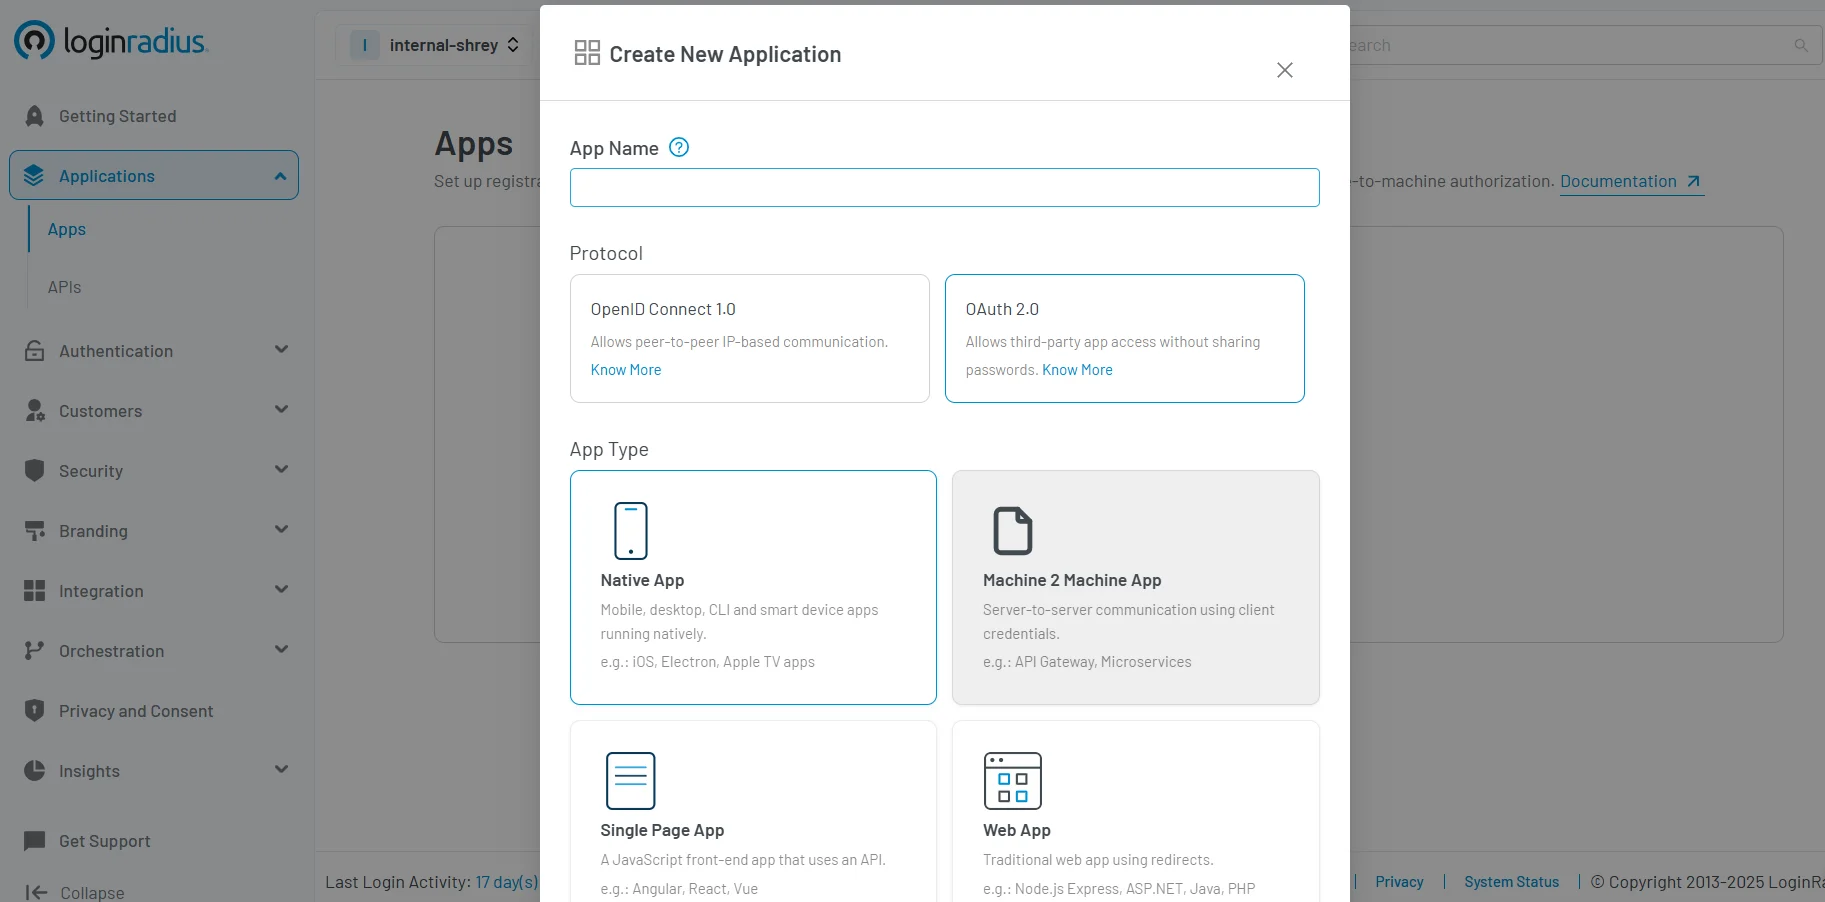 loginradius
I internal-shrey
Getting Started
Applications
Apps
APIs
Authentication
Customers
Security
Branding
Integration
Orchestration
Privacy and Consent
Insights
Get Support
Collapse
Apps
Set up
-to-machine authorization. Documentation
Create New Application
App Name ?
Protocol
OpenID Connect 1.0
Allows peer-to-peer IP-based communication.
Know More
OAuth 2.0
Allows third-party app access without sharing
passwords. Know More
App Type
Native App
Mobile, desktop, CLI and smart device apps
running natively.
e.g.: iOS, Electron, Apple TV apps
Machine 2 Machine App
Server-to-server communication using client
credentials.
e.g.: API Gateway, Microservices
Single Page App
A JavaScript front-end app that uses an API.
e.g.: Angular, React, Vue
Web App
Traditional web app using redirects.
e.g.: Node.js Express, ASP.NET, Java, PHP
Last Login Activity: 17 day(s)
Privacy | System Status | © Copyright 2013-2025